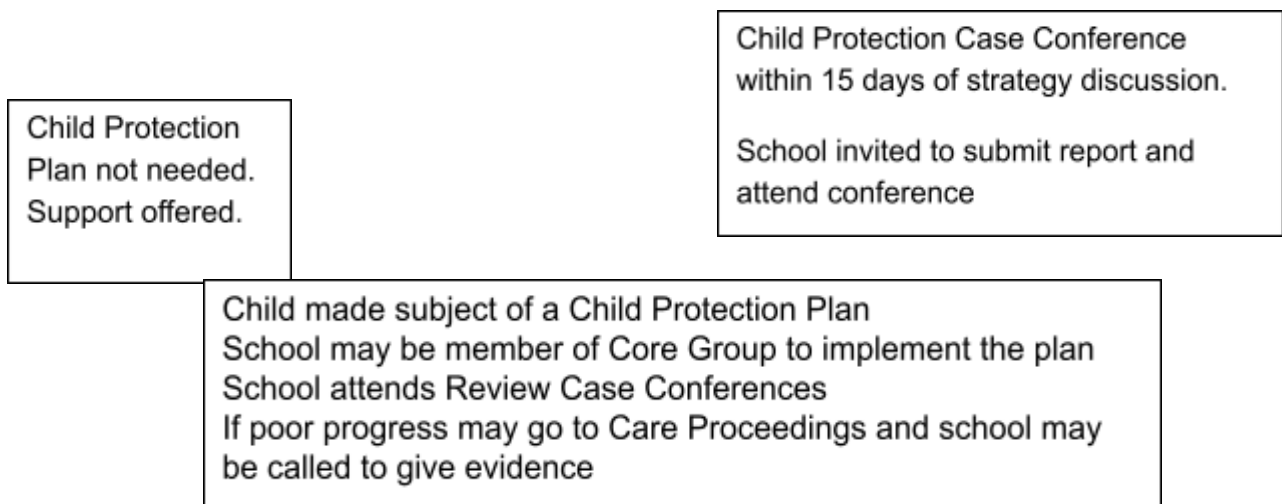 Child Protection Case Conference
within 15 days of strategy discussion.
School invited to submit report and
attend conference
Child Protection
Plan not needed.
Support offered.
Child made subject of a Child Protection Plan
School may be member of Core Group to implement the plan
School attends Review Case Conferences
If poor progress may go to Care Proceedings and school may
be called to give evidence